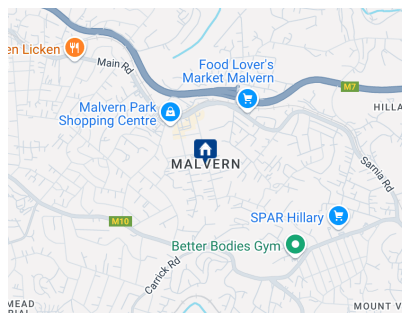 Food Lover's
Market Malvern
en Licken
Main Rd
M7
Malvern Park
Shopping Centre
HILLA
MALVERN
Sarnia Rd
SPAR Hillary
M10
Better Bodies Gym
Carrick Rd
MEAD
TRIAL
MOUNT V